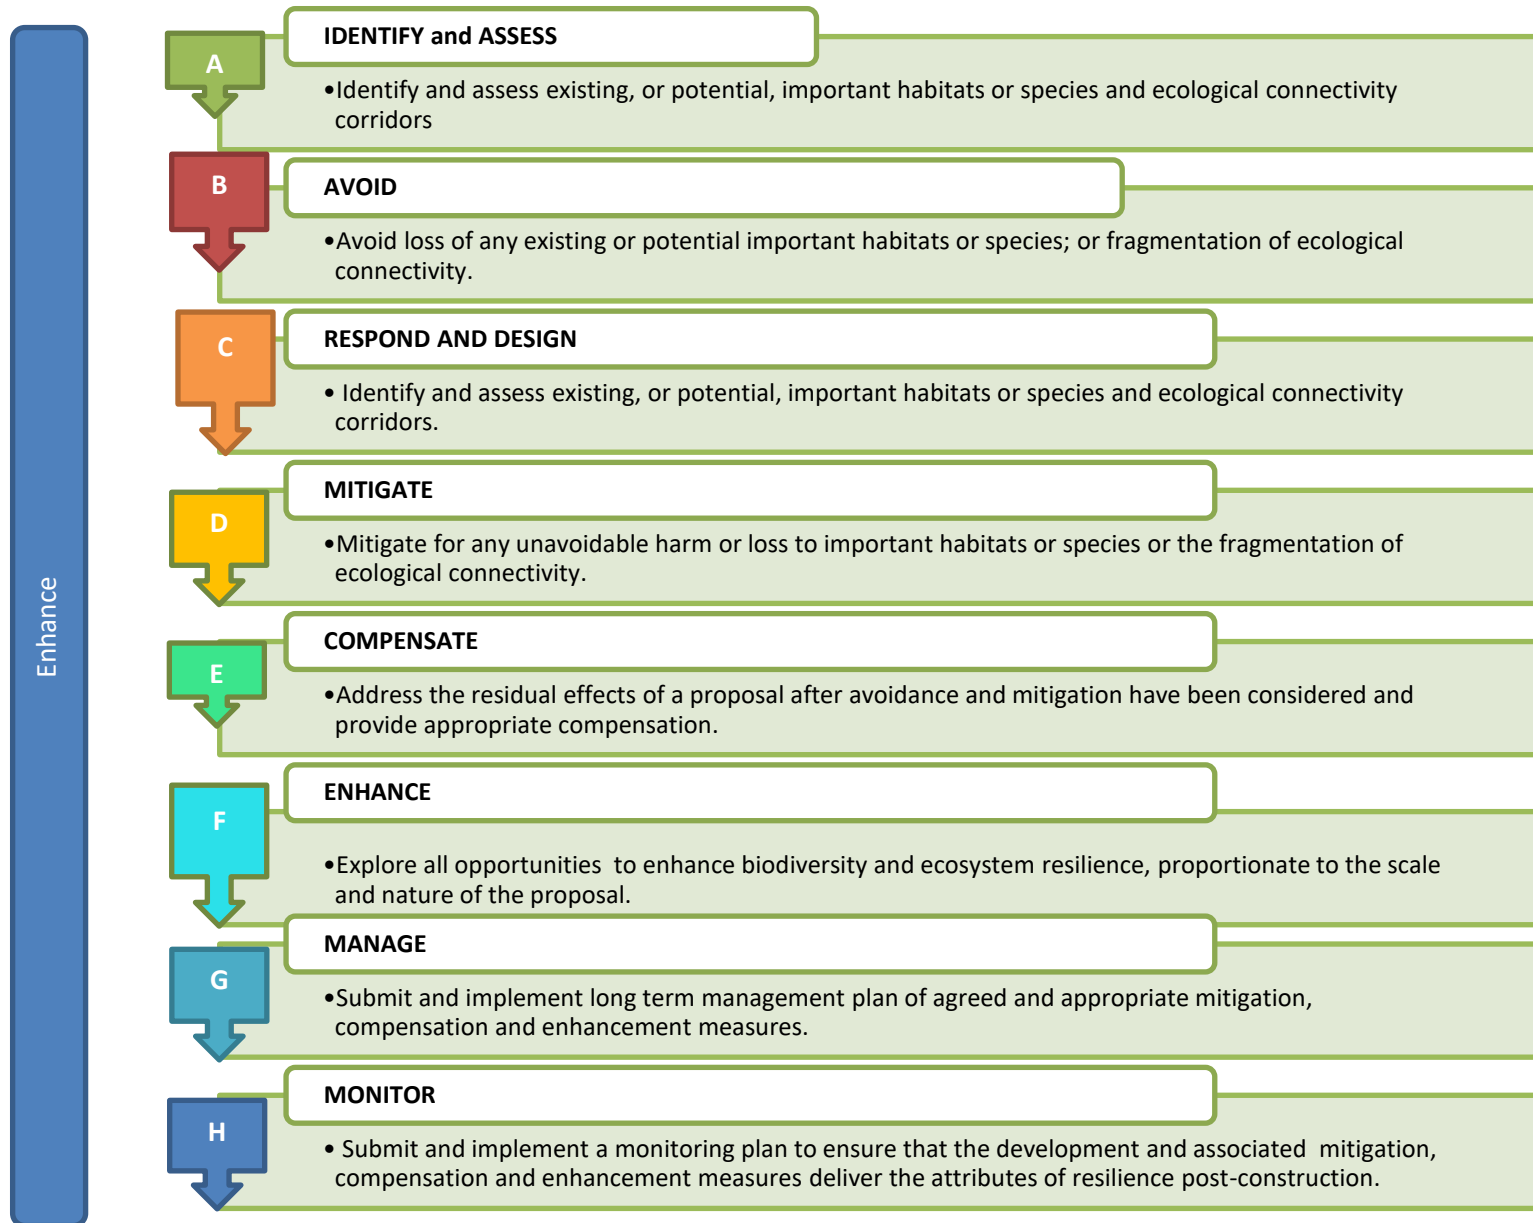 Enhance
A
IDENTIFY and ASSESS
•Identify and assess existing, or potential, important habitats or species and ecological connectivity
corridors
B
AVOID
•Avoid loss of any existing or potential important habitats or species; or fragmentation of ecological
connectivity.
C
RESPOND AND DESIGN
• Identify and assess existing, or potential, important habitats or species and ecological connectivity
corridors.
D
MITIGATE
•Mitigate for any unavoidable harm or loss to important habitats or species or the fragmentation of
ecological connectivity.
E
COMPENSATE
•Address the residual effects of a proposal after avoidance and mitigation have been considered and
provide appropriate compensation.
F
ENHANCE
•Explore all opportunities  to enhance biodiversity and ecosystem resilience, proportionate to the scale
and nature of the proposal.
G
MANAGE
•Submit and implement long term management plan of agreed and appropriate mitigation,
compensation and enhancement measures.
H
MONITOR
• Submit and implement a monitoring plan to ensure that the development and associated  mitigation,
compensation and enhancement measures deliver the attributes of resilience post-construction.